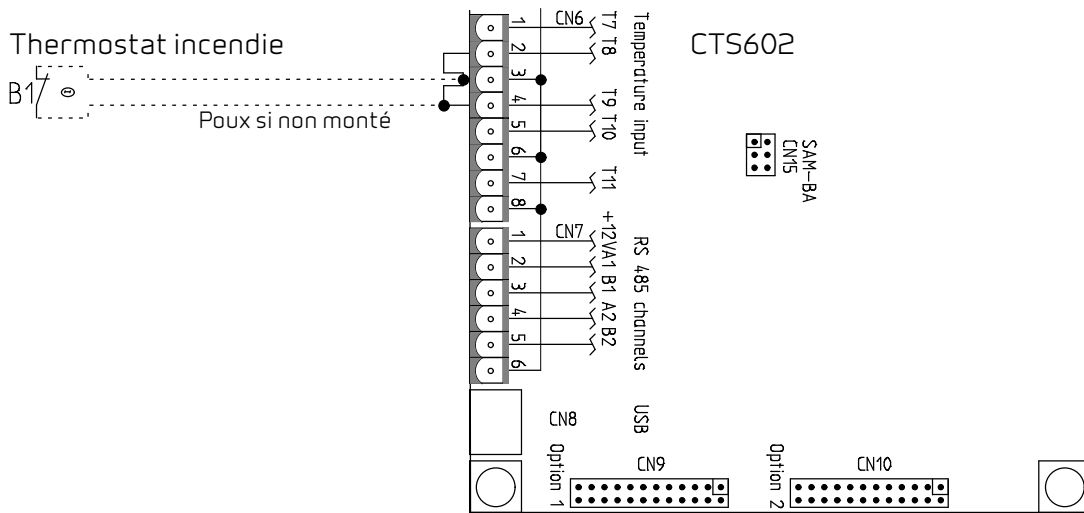 Thermostat incendie
B1
Poux si non monté
CTS602
1
2
3
4
5
6
7
8
CN6
T7
T8
T9
T10
T11
Temperature input
1
2
3
4
5
6
CN7
+12V
A1
B1
A2
B2
RS 485 channels
SAM-BA
CN15
CN8
USB
Option 1
CN9
Option 2
CN10